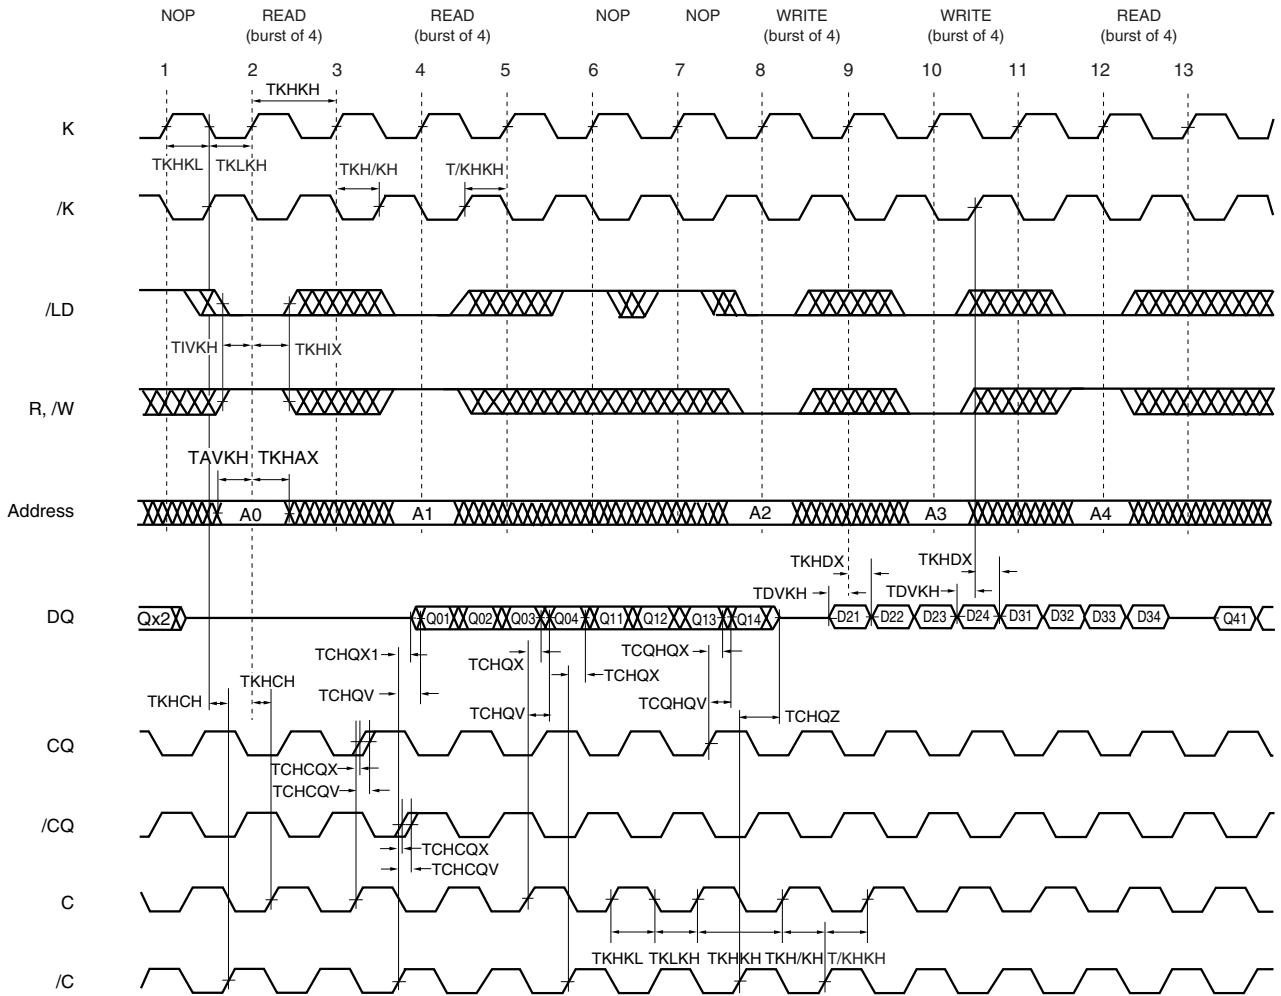 NOP READ READ NOP NOP WRITE WRITE READ
(burst of 4) (burst of 4) (burst of 4) (burst of 4) (burst of 4)
1 2 3 4 5 6 7 8 9 10 11 12 13
TKHKH
K
TKHKL TKLKH TKH/KH T/KHKH
/K
/LD
TIVKH TKHIX
R, /W
TAVKH TKHAX
Address A0 A1 A2 A3 A4
TKHDX TKHDX
TDVKH TDVKH
DQ Qx2 Q01 Q02 Q03 Q04 Q11 Q12 Q13 Q14 D21 D22 D23 D24 D31 D32 D33 D34 Q41
TCHQX1 TCHQX TCQHQX
TCHQX
TKHCH TKHCH TCHQV TCQHQV
TCHQV TCHQZ
CQ
TCHCQX
TCHCQV
/CQ
TCHCQX
TCHCQV
C
TKHKL TKLKH TKHKH TKH/KH T/KHKH
/C